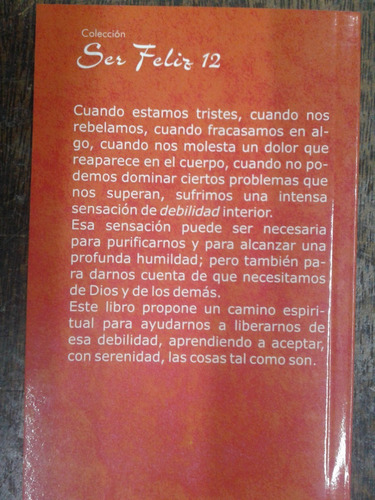 Colección
Ser Feliz 12
Cuando estamos tristes, cuando nos
rebelamos, cuando fracasamos en al-
go, cuando nos molesta un dolor que
reaparece en el cuerpo, cuando no po-
demos dominar ciertos problemas que
nos superan, sufrimos una intensa
sensación de debilidad interior.
Esa sensación puede ser necesaria
para purificarnos y para alcanzar una
profunda humildad; pero también pa-
ra darnos cuenta de que necesitamos
de Dios y de los demás.
Este libro propone un camino espiri-
tual para ayudarnos a liberarnos de
esa debilidad, aprendiendo a aceptar,
con serenidad, las cosas tal como son.